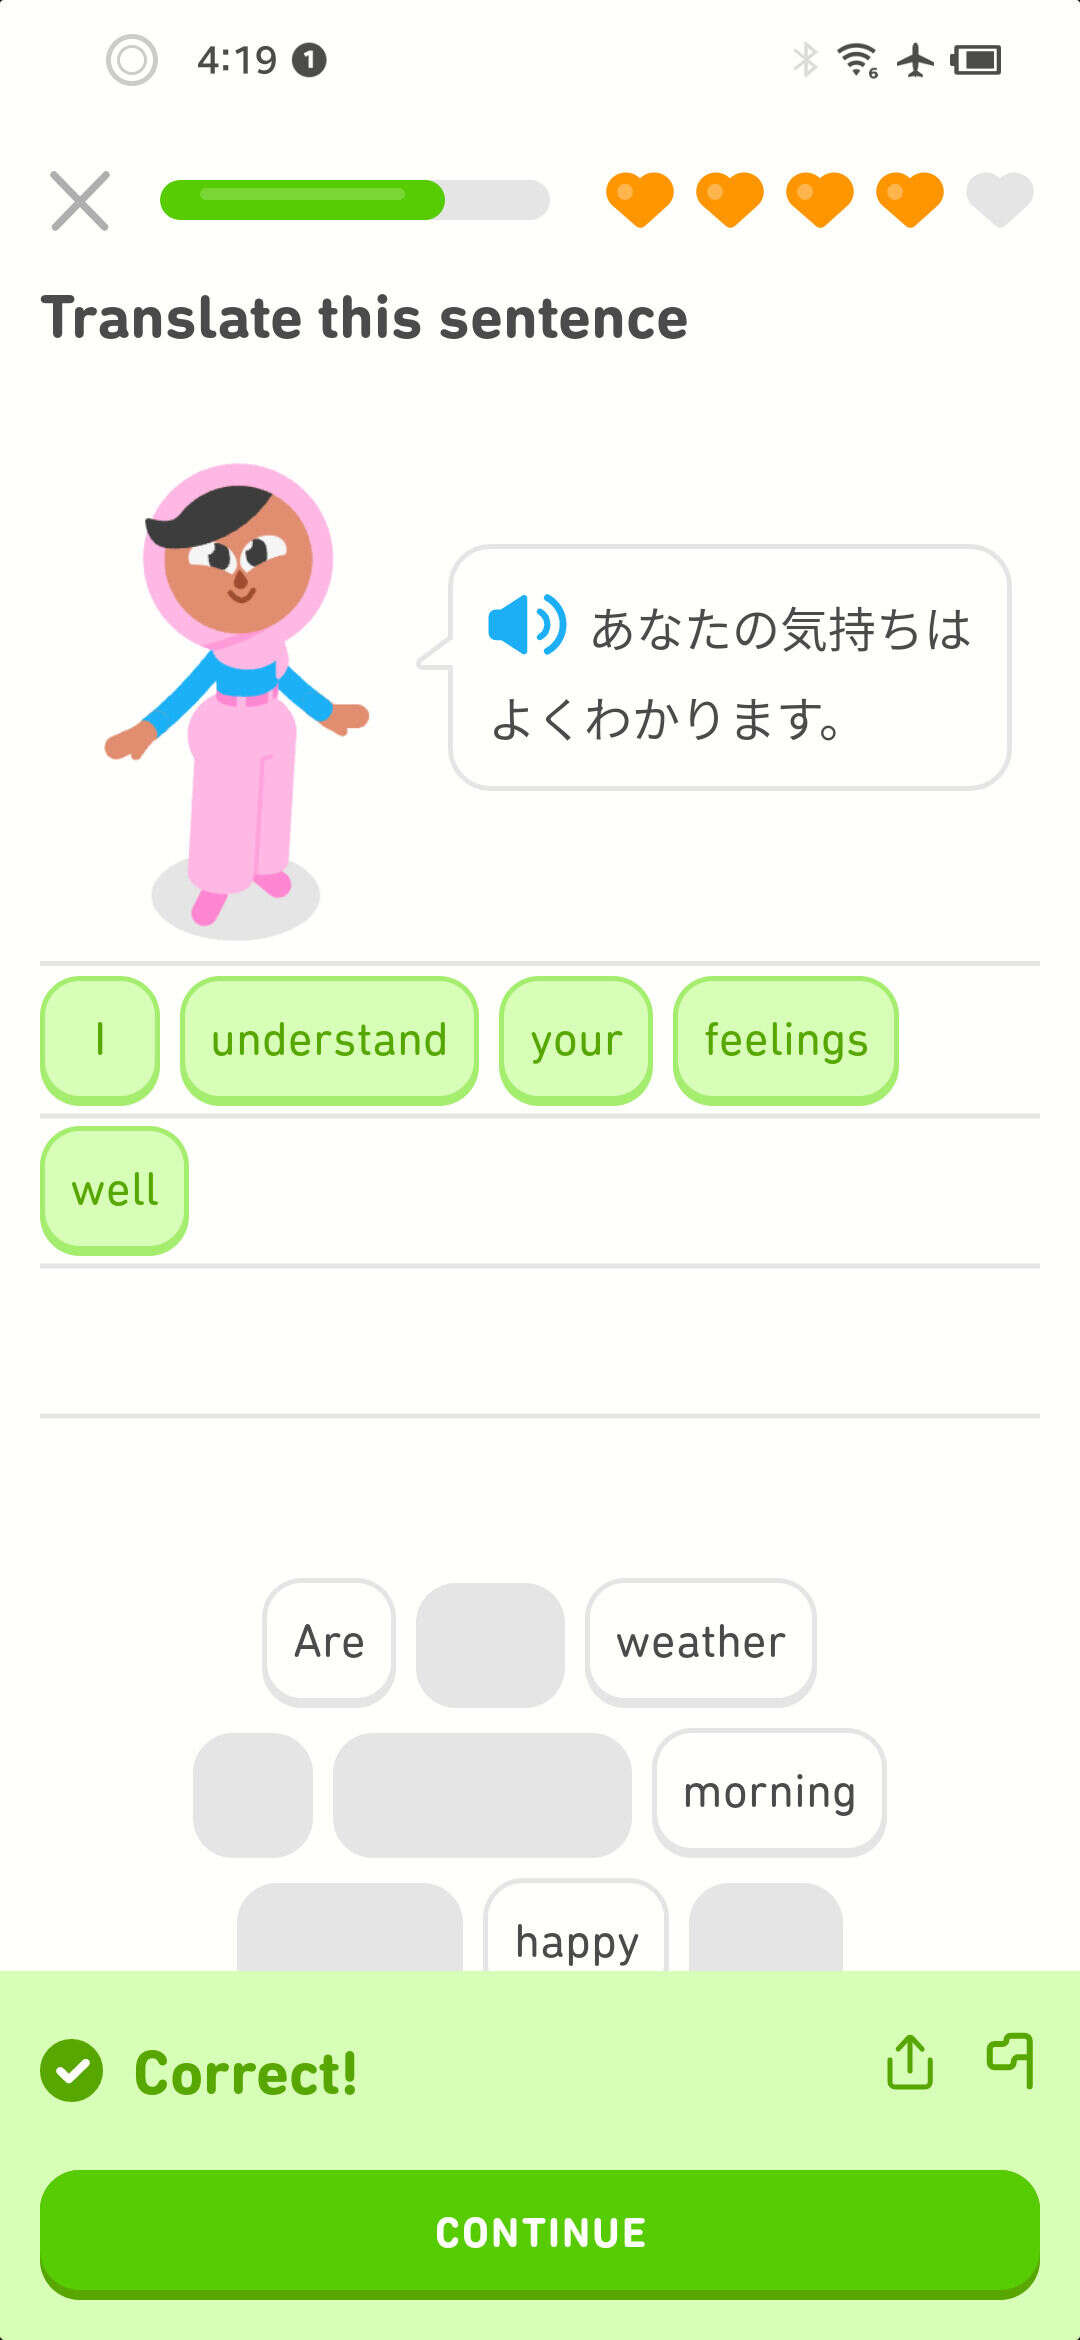 4:19 1
6
Translate this sentence
あなたの気持ちは
よくわかります。
I understand your feelings
well
Are weather
morning
happy
Correct!
CONTINUE